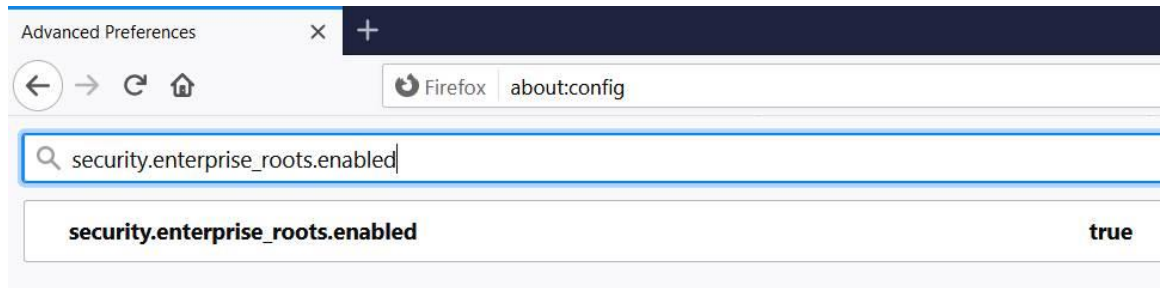 Advanced Preferences
Firefox about:config
security.enterprise_roots.enabled
security.enterprise_roots.enabled true